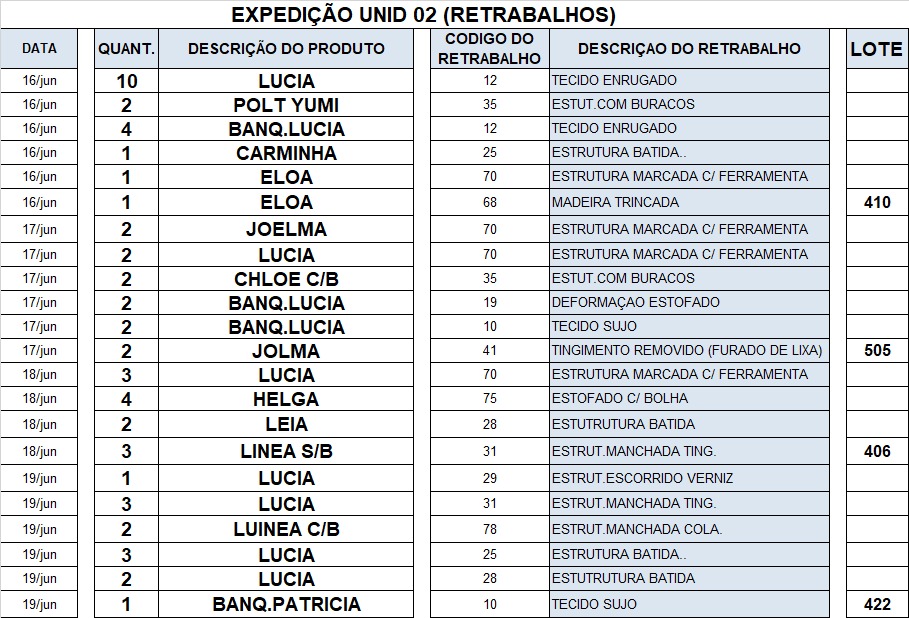 EXPEDIÇÃO UNID 02 (RETRABALHOS)
DATA QUANT. DESCRIÇÃO DO PRODUTO CODIGO DO RETRABALHO DESCRIÇAO DO RETRABALHO LOTE
16/jun 10 LUCIA 12 TECIDO ENRUGADO
16/jun 2 POLT YUMI 35 ESTUT.COM BURACOS
16/jun 4 BANQ.LUCIA 12 TECIDO ENRUGADO
16/jun 1 CARMINHA 25 ESTRUTURA BATIDA..
16/jun 1 ELOA 70 ESTRUTURA MARCADA C/ FERRAMENTA
16/jun 1 ELOA 68 MADEIRA TRINCADA 410
17/jun 2 JOELMA 70 ESTRUTURA MARCADA C/ FERRAMENTA
17/jun 2 LUCIA 70 ESTRUTURA MARCADA C/ FERRAMENTA
17/jun 2 CHLOE C/B 35 ESTUT.COM BURACOS
17/jun 2 BANQ.LUCIA 19 DEFORMAÇAO ESTOFADO
17/jun 2 BANQ.LUCIA 10 TECIDO SUJO
17/jun 2 JOLMA 41 TINGIMENTO REMOVIDO (FURADO DE LIXA) 505
18/jun 3 LUCIA 70 ESTRUTURA MARCADA C/ FERRAMENTA
18/jun 4 HELGA 75 ESTOFADO C/ BOLHA
18/jun 2 LEIA 28 ESTUTRUTURA BATIDA
18/jun 3 LINEA S/B 31 ESTRUT.MANCHADA TING. 406
19/jun 1 LUCIA 29 ESTRUT.ESCORRIDO VERNIZ
19/jun 3 LUCIA 31 ESTRUT.MANCHADA TING.
19/jun 2 LUINEA C/B 78 ESTRUT.MANCHADA COLA.
19/jun 3 LUCIA 25 ESTRUTURA BATIDA..
19/jun 2 LUCIA 28 ESTUTRUTURA BATIDA
19/jun 1 BANQ.PATRICIA 10 TECIDO SUJO 422